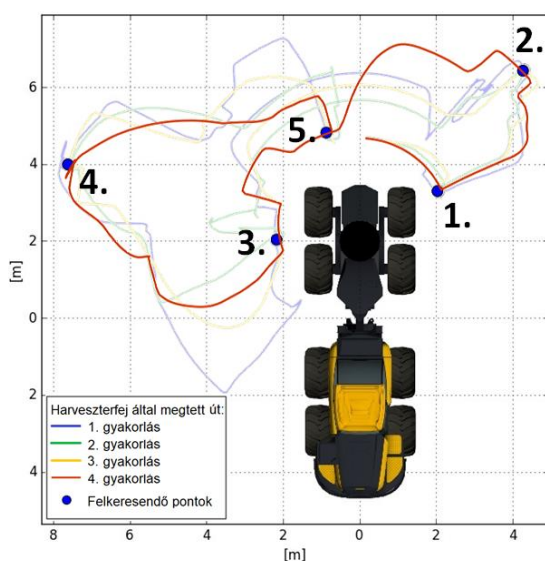 2.
6
5.
4
4.
1.
3.
2
[m]
0
2
4
Harveszterfej által megtett út:
1. gyakorlás
2. gyakorlás
3. gyakorlás
4. gyakorlás
Felkeresendő pontok
8 6 4 2 0 2 4
[m]